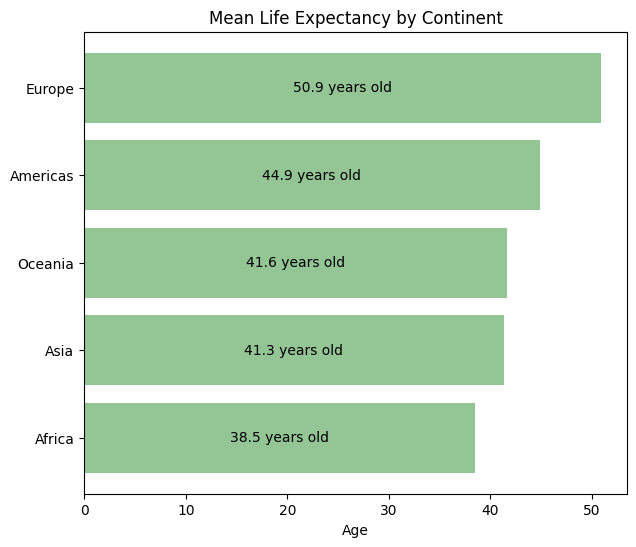 Mean Life Expectancy by Continent
Europe
50.9 years old
Americas
44.9 years old
Oceania
41.6 years old
Asia
41.3 years old
Africa
38.5 years old
0 10 20 30 40 50
Age